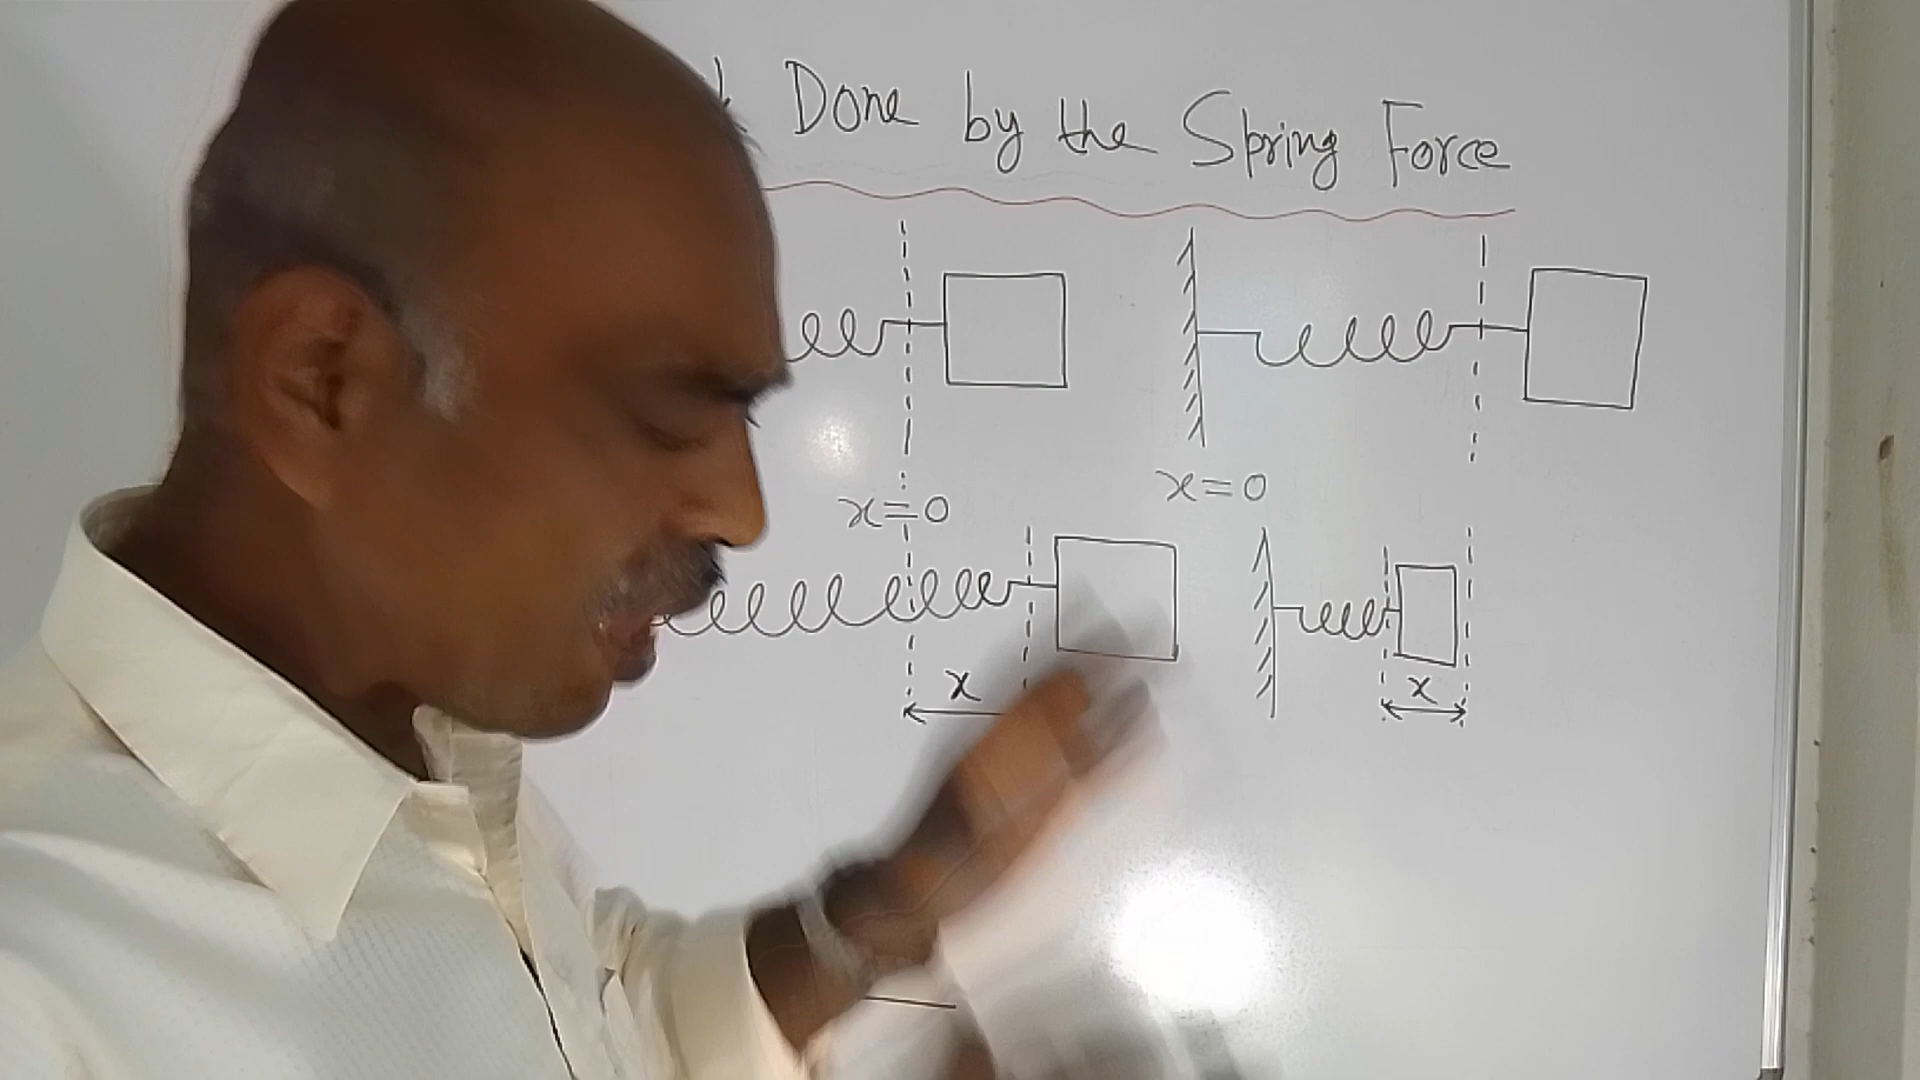 Done by the Spring Force
x=0
x=0
x
x